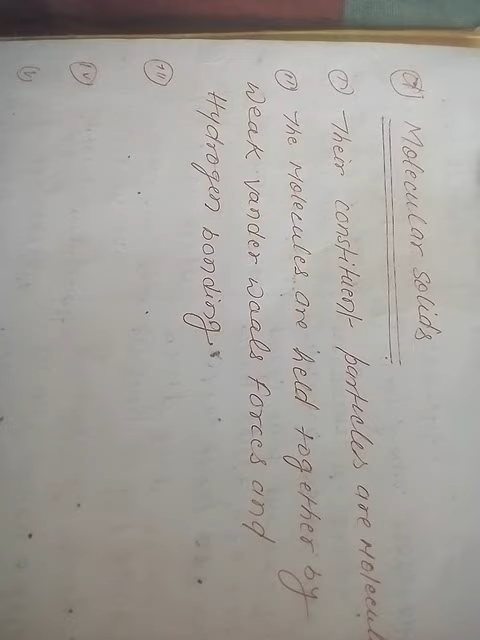 (A) Molecular Solids
(i) Their constituent particles are Molecul
(ii) The Molecules are held together by
weak vander waals Forces and
Hydrogen bonding.
(iii)
(iv)
(v)